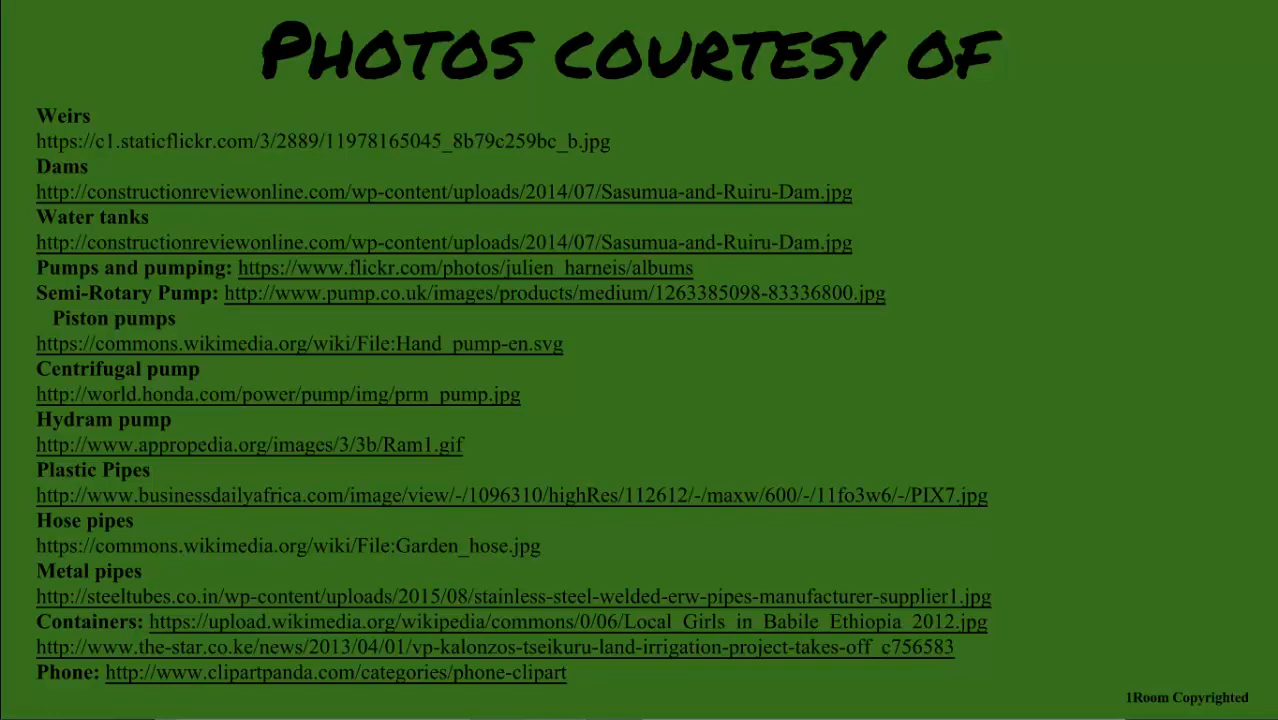 Photos courtesy of
Weirs
https://c1.staticflickr.com/3/2889/11978165045_8b79c259bc_b.jpg
Dams
http://constructionreviewonline.com/wp-content/uploads/2014/07/Sasumua-and-Ruiru-Dam.jpg
Water tanks
http://constructionreviewonline.com/wp-content/uploads/2014/07/Sasumua-and-Ruiru-Dam.jpg
Pumps and pumping: https://www.flickr.com/photos/julien_harneis/albums
Semi-Rotary Pump: http://www.pump.co.uk/images/products/medium/1263385098-83336800.jpg
Piston pumps
https://commons.wikimedia.org/wiki/File:Hand_pump-en.svg
Centrifugal pump
http://world.honda.com/power/pump/img/prm_pump.jpg
Hydram pump
http://www.appropedia.org/images/3/3b/Ram1.gif
Plastic Pipes
http://www.businessdailyafrica.com/image/view/-/1096310/highRes/112612/-/maxw/600/-/11fo3w6/-/PIX7.jpg
Hose pipes
https://commons.wikimedia.org/wiki/File:Garden_hose.jpg
Metal pipes
http://steeltubes.co.in/wp-content/uploads/2015/08/stainless-steel-welded-erw-pipes-manufacturer-supplier1.jpg
Containers: https://upload.wikimedia.org/wikipedia/commons/0/06/Local_Girls_in_Babile_Ethiopia_2012.jpg
http://www.the-star.co.ke/news/2013/04/01/vp-kalonzos-tseikuru-land-irrigation-project-takes-off_c756583
Phone: http://www.clipartpanda.com/categories/phone-clipart
1Room Copyrighted